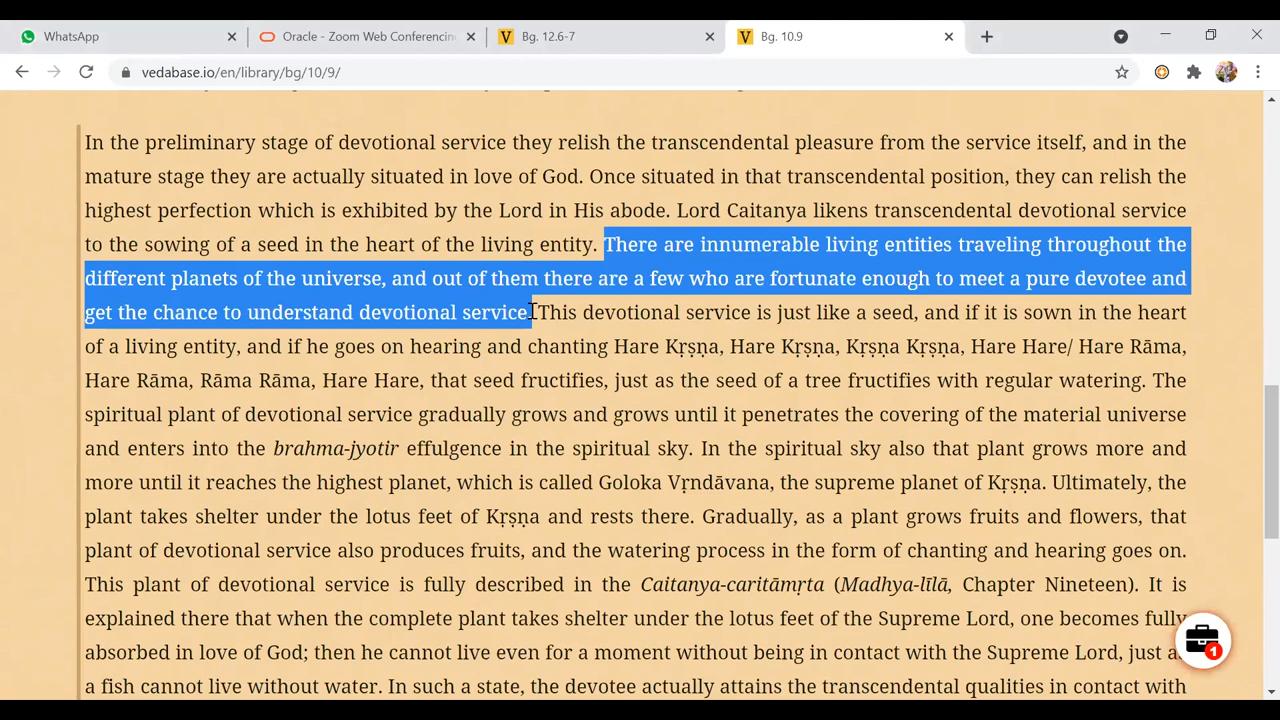 WhatsApp
Oracle - Zoom Web Conferencin
Bg. 12.6-7
Bg. 10.9
vedabase.io/en/library/bg/10/9/
In the preliminary stage of devotional service they relish the transcendental pleasure from the service itself, and in the
mature stage they are actually situated in love of God. Once situated in that transcendental position, they can relish the
highest perfection which is exhibited by the Lord in His abode. Lord Caitanya likens transcendental devotional service
to the sowing of a seed in the heart of the living entity. There are innumerable living entities traveling throughout the
different planets of the universe, and out of them there are a few who are fortunate enough to meet a pure devotee and
get the chance to understand devotional service. This devotional service is just like a seed, and if it is sown in the heart
of a living entity, and if he goes on hearing and chanting Hare Kṛṣṇa, Hare Kṛṣṇa, Kṛṣṇa Kṛṣṇa, Hare Hare/ Hare Rāma,
Hare Rāma, Rāma Rāma, Hare Hare, that seed fructifies, just as the seed of a tree fructifies with regular watering. The
spiritual plant of devotional service gradually grows and grows until it penetrates the covering of the material universe
and enters into the brahma-jyotir effulgence in the spiritual sky. In the spiritual sky also that plant grows more and
more until it reaches the highest planet, which is called Goloka Vṛndāvana, the supreme planet of Kṛṣṇa. Ultimately, the
plant takes shelter under the lotus feet of Kṛṣṇa and rests there. Gradually, as a plant grows fruits and flowers, that
plant of devotional service also produces fruits, and the watering process in the form of chanting and hearing goes on.
This plant of devotional service is fully described in the Caitanya-caritāmṛta (Madhya-līlā, Chapter Nineteen). It is
explained there that when the complete plant takes shelter under the lotus feet of the Supreme Lord, one becomes fully
absorbed in love of God; then he cannot live even for a moment without being in contact with the Supreme Lord, just a
a fish cannot live without water. In such a state, the devotee actually attains the transcendental qualities in contact with
1